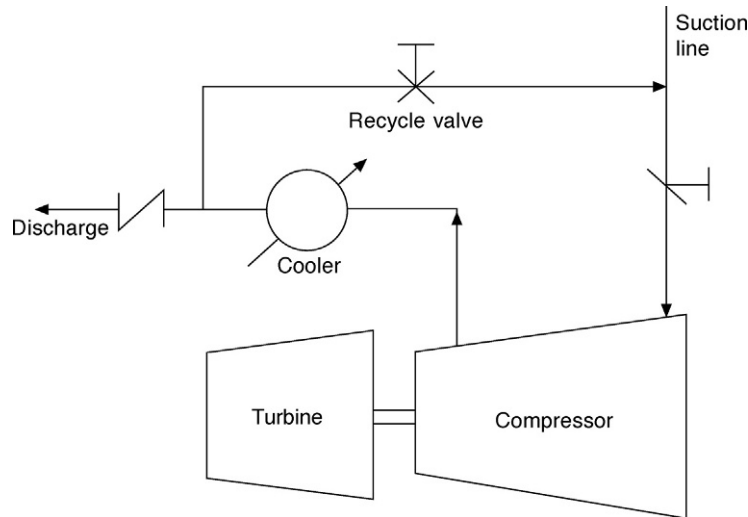 Suction
line
Recycle valve
Discharge
Cooler
Turbine
Compressor